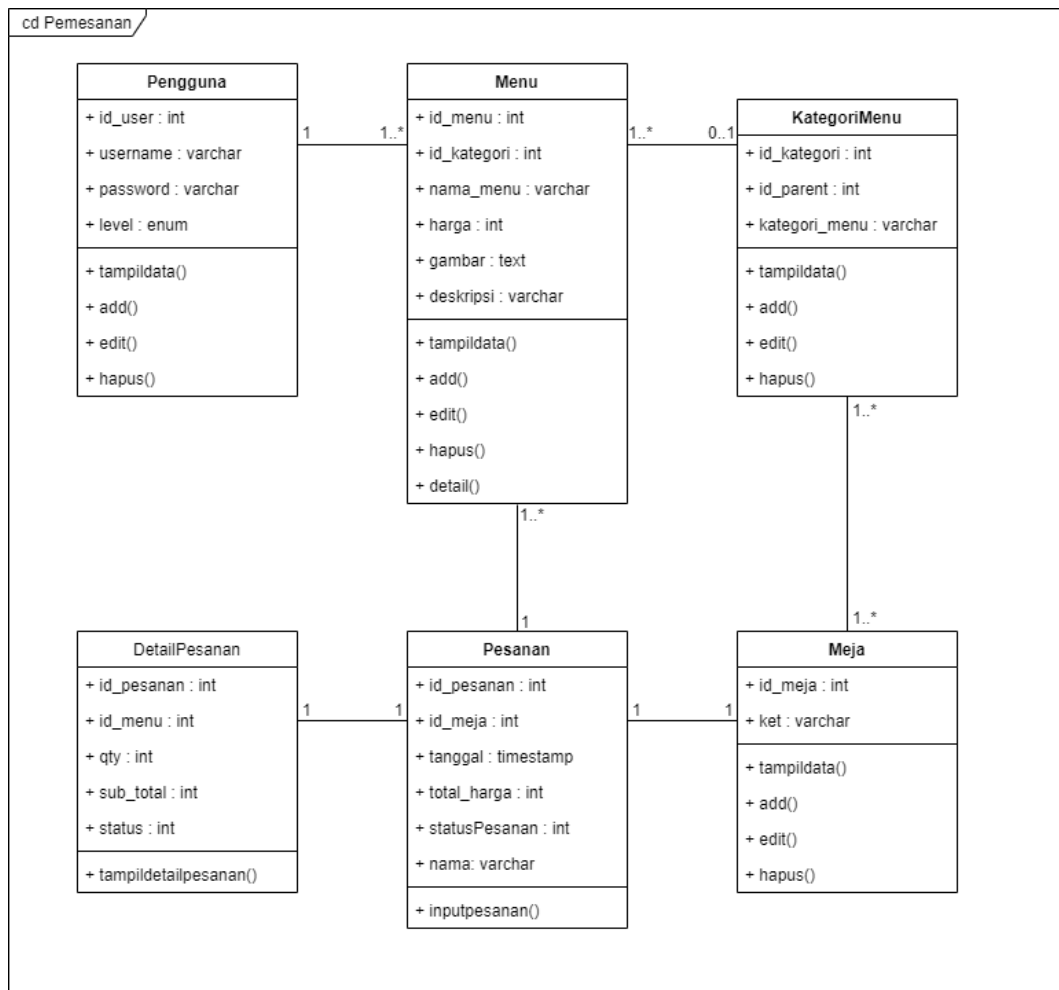 cd Pemesanan
Pengguna
+ id_user : int
+ username : varchar
+ password : varchar
+ level : enum
+ tampildata()
+ add()
+ edit()
+ hapus()
1
1..*
Menu
+ id_menu : int
+ id_kategori : int
+ nama_menu : varchar
+ harga : int
+ gambar : text
+ deskripsi : varchar
+ tampildata()
+ add()
+ edit()
+ hapus()
+ detail()
1..*
0..1
KategoriMenu
+ id_kategori : int
+ id_parent : int
+ kategori_menu : varchar
+ tampildata()
+ add()
+ edit()
+ hapus()
1..*
1..*
1
1..*
DetailPesanan
+ id_pesanan : int
+ id_menu : int
+ qty : int
+ sub_total : int
+ status : int
+ tampildetailpesanan()
1
1
Pesanan
+ id_pesanan : int
+ id_meja : int
+ tanggal : timestamp
+ total_harga : int
+ statusPesanan : int
+ nama: varchar
+ inputpesanan()
1
1
Meja
+ id_meja : int
+ ket : varchar
+ tampildata()
+ add()
+ edit()
+ hapus()